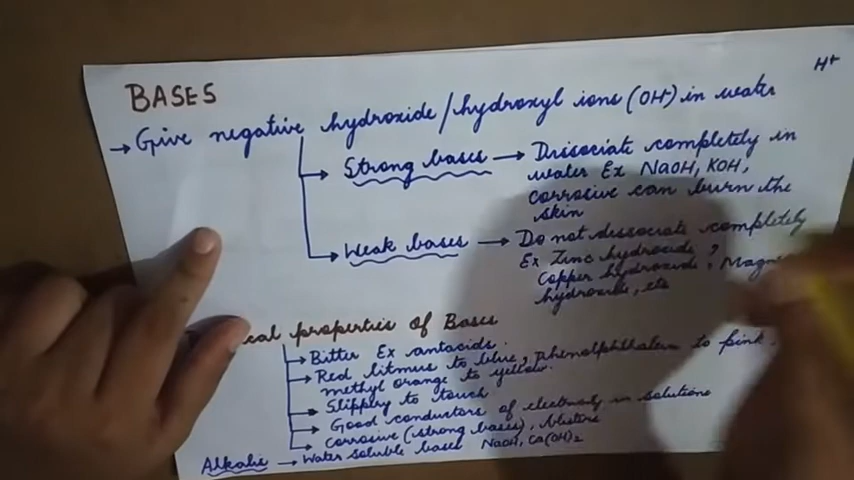 H+
BASES
→ Give negative hydroxide/hydroxyl ions (OH-) in water
Strong bases → Dissociate completely in
water Ex NaOH, KOH,
corrosive can burn the
skin
Weak bases → Do not dissociate completely
Ex Zinc hydroxide,
Copper hydroxide,
hydroxide, etc
cal properties of Bases
→ Bitter Ex antacids.
→ Red litmus to blue, phenolphthalein to pink.
methyl orange to yellow.
→ Slippery to touch
→ Good conductors of electricity in solutions
→ Corrosive (strong bases), blisters
Alkalis → Water soluble bases NaOH, Ca(OH)2